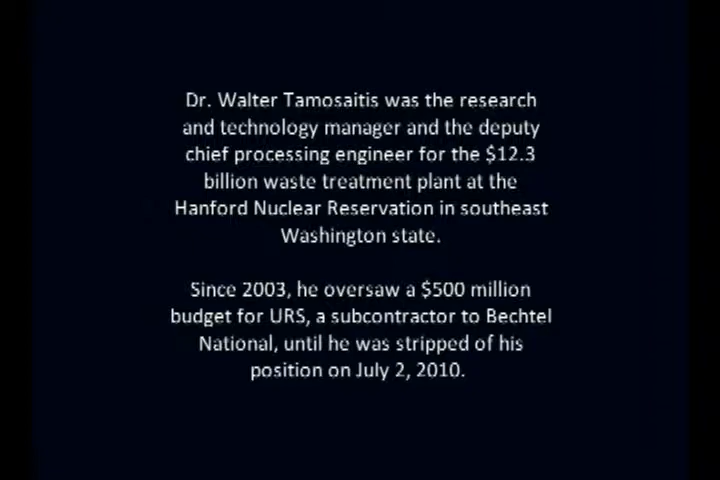 Dr. Walter Tamosaitis was the research
and technology manager and the deputy
chief processing engineer for the $12.3
billion waste treatment plant at the
Hanford Nuclear Reservation in southeast
Washington state.
Since 2003, he oversaw a $500 million
budget for URS, a subcontractor to Bechtel
National, until he was stripped of his
position on July 2, 2010.